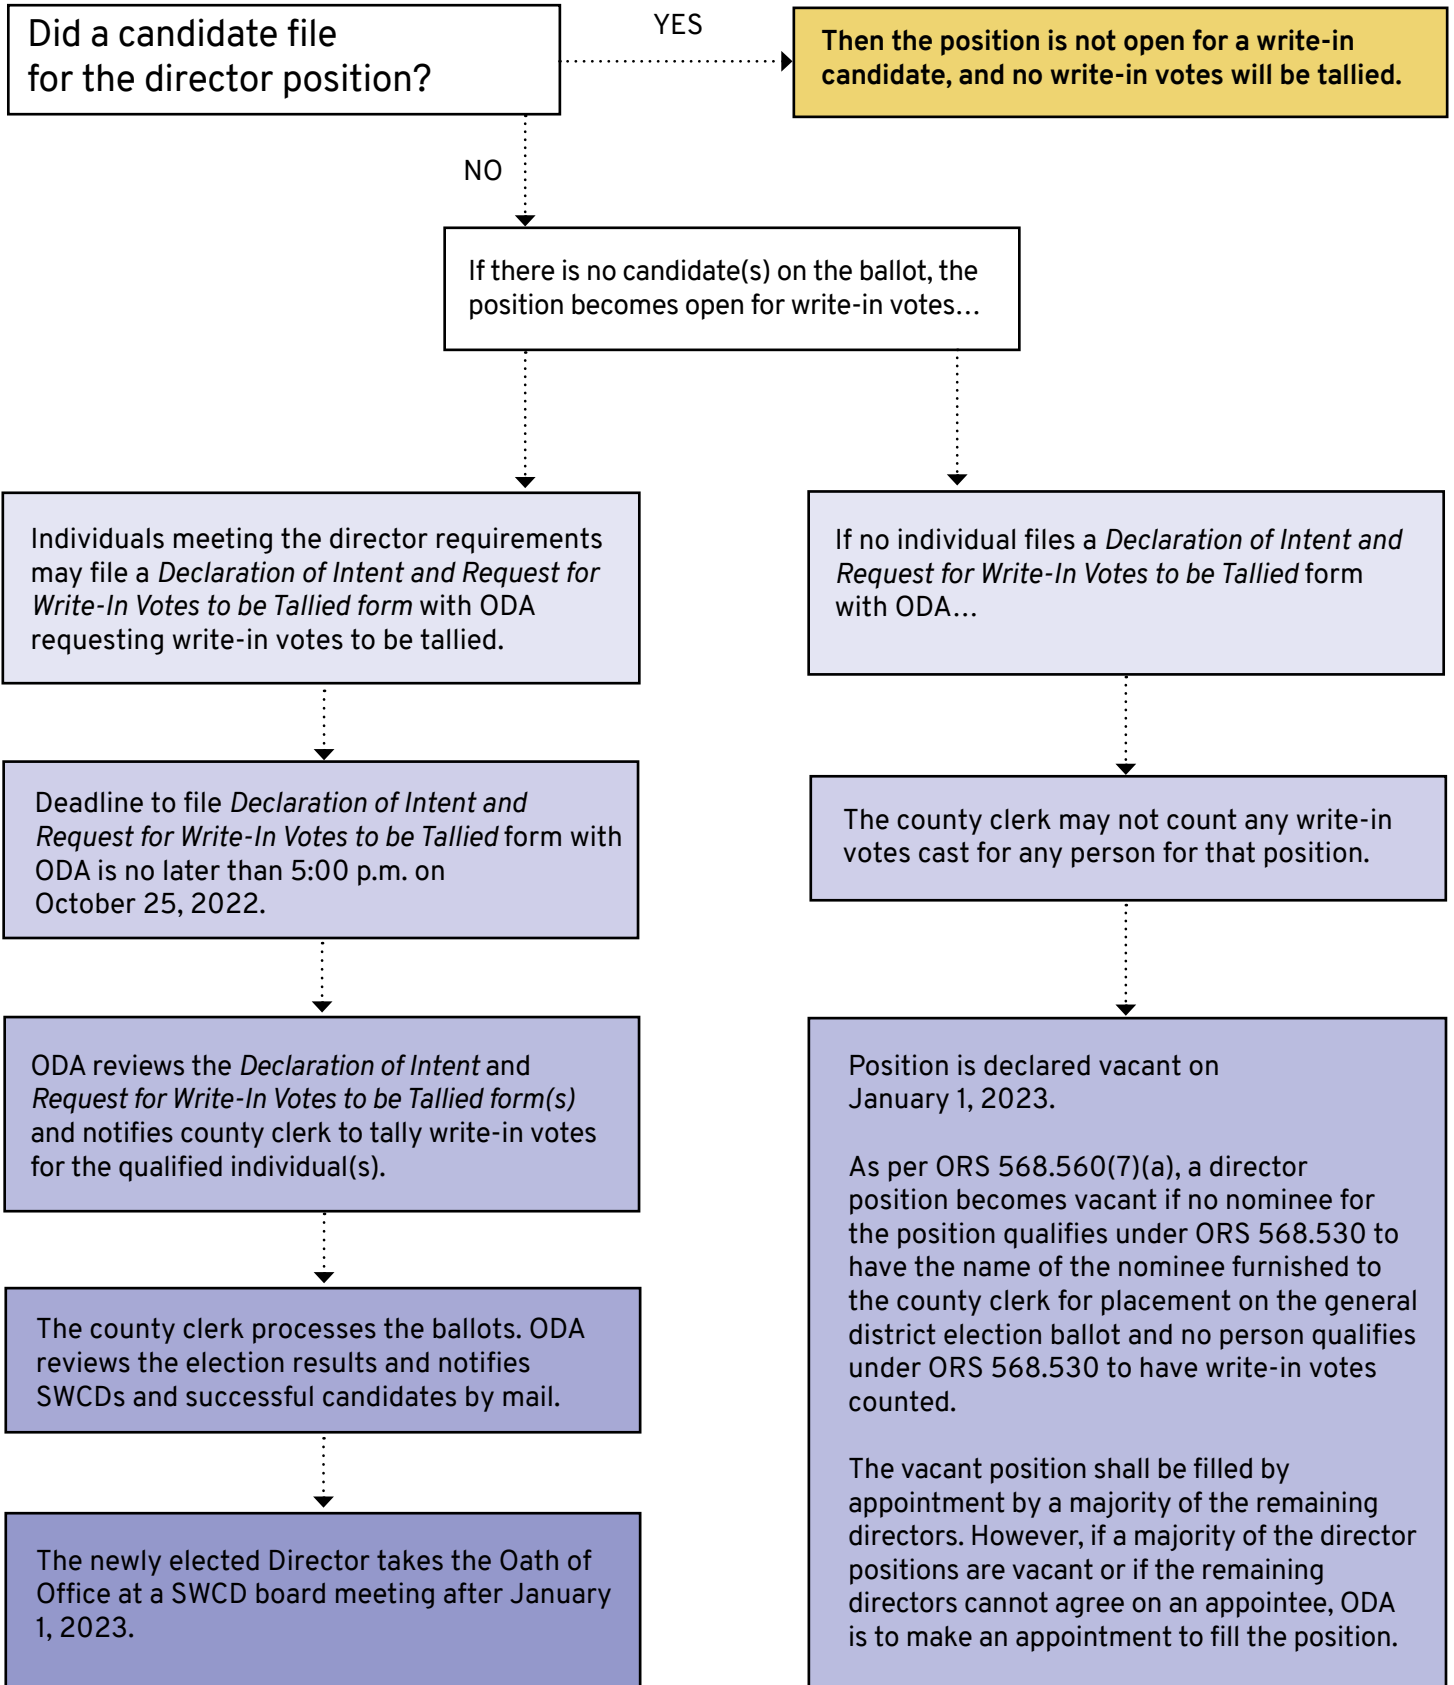 Did a candidate file
for the director position?
YES
Then the position is not open for a write-in
candidate, and no write-in votes will be tallied.
NO
If there is no candidate(s) on the ballot, the
position becomes open for write-in votes...
Individuals meeting the director requirements
may file a Declaration of Intent and Request for
Write-In Votes to be Tallied form with ODA
requesting write-in votes to be tallied.
Deadline to file Declaration of Intent and
Request for Write-In Votes to be Tallied form with
ODA is no later than 5:00 p.m. on
October 25, 2022.
ODA reviews the Declaration of Intent and
Request for Write-In Votes to be Tallied form(s)
and notifies county clerk to tally write-in votes
for the qualified individual(s).
The county clerk processes the ballots. ODA
reviews the election results and notifies
SWCDs and successful candidates by mail.
The newly elected Director takes the Oath of
Office at a SWCD board meeting after January
1, 2023.
If no individual files a Declaration of Intent and
Request for Write-In Votes to be Tallied form
with ODA...
The county clerk may not count any write-in
votes cast for any person for that position.
Position is declared vacant on
January 1, 2023.
As per ORS 568.560(7)(a), a director
position becomes vacant if no nominee for
the position qualifies under ORS 568.530 to
have the name of the nominee furnished to
the county clerk for placement on the general
district election ballot and no person qualifies
under ORS 568.530 to have write-in votes
counted.
The vacant position shall be filled by
appointment by a majority of the remaining
directors. However, if a majority of the director
positions are vacant or if the remaining
directors cannot agree on an appointee, ODA
is to make an appointment to fill the position.